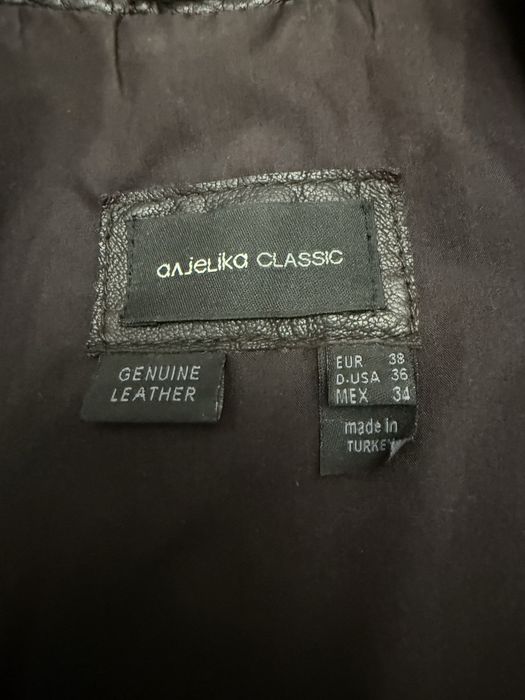 anjelika CLASSIC
GENUINE
LEATHER
EUR 38
D.USA 36
MEX 34
made in
TURKEY